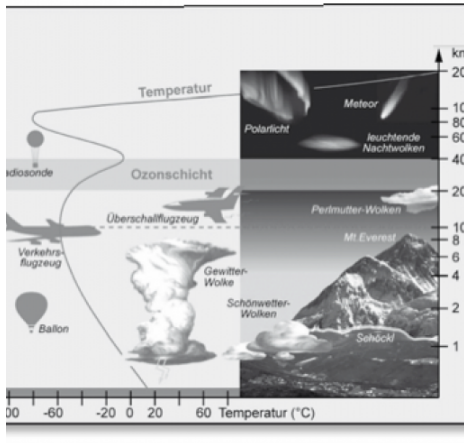 km
20
Temperatur
Meteor
10
80
Polarlicht
60
leuchtende
Nachtwolken
adiosonde
Ozonschicht
40
20
Überschallflugzeug
Perlmutter-Wolken
10
Mt.Everest
8
Verkehrs-
flugzeug
Gewitter-
Wolke
6
4
Schönwetter-
Wolken
2
Ballon
Schöckl
1
00 -60 -20 0 20 60 Temperatur (°C)